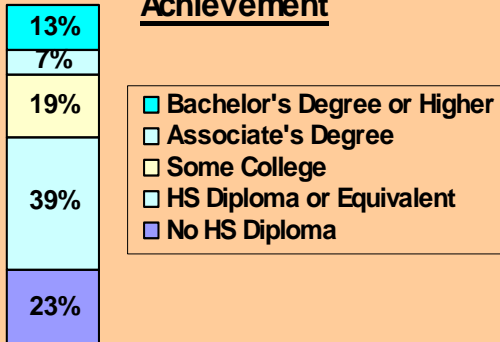 Achievement
13%
7%
19%
39%
23%
Bachelor's Degree or Higher
Associate's Degree
Some College
HS Diploma or Equivalent
No HS Diploma